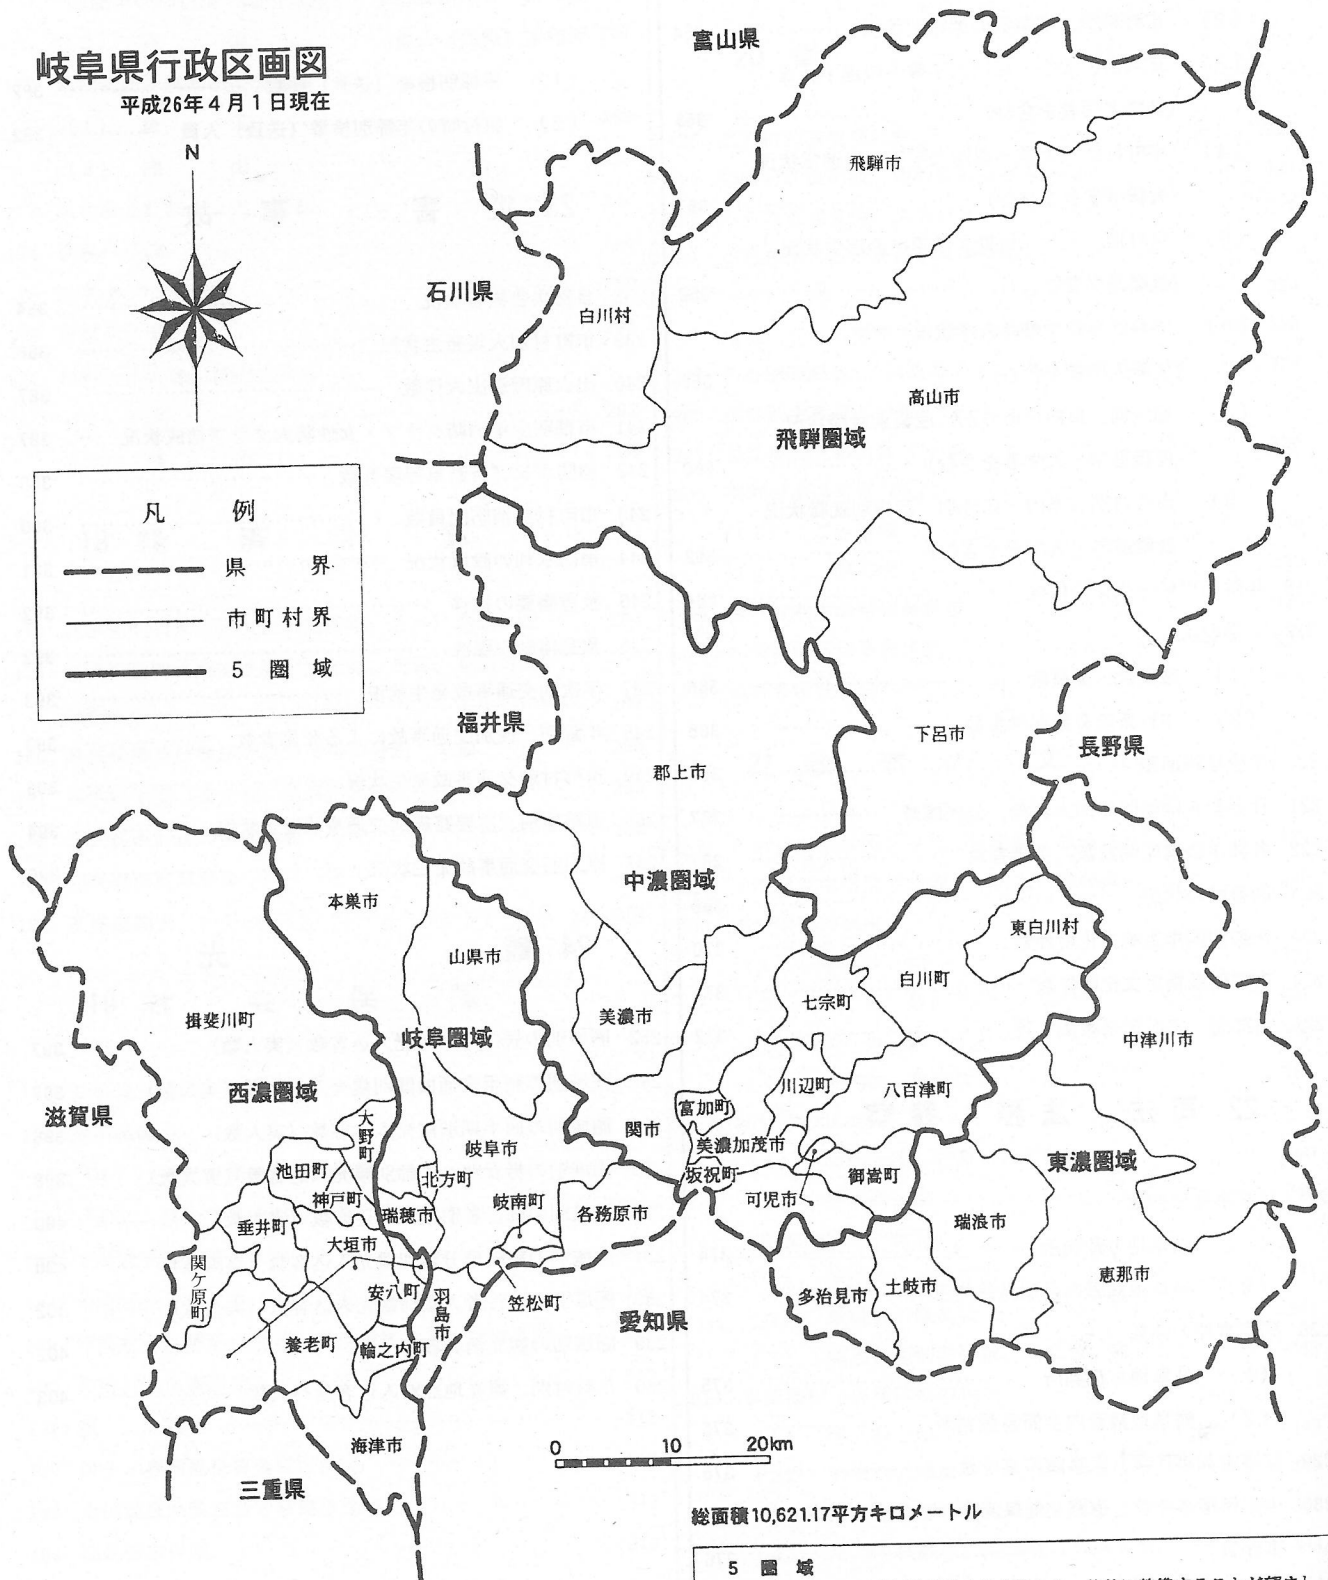 岐阜県行政区画図
平成26年4月1日現在
N
富山県
飛騨市
石川県
白川村
高山市
飛騨圏域
凡 例
県 界
市町村界
5 圏 域
福井県
下呂市
長野県
郡上市
中濃圏域
本巣市
東白川村
山県市
白川町
七宗町
美濃市
揖斐川町
岐阜圏域
中津川市
川辺町
八百津町
西濃圏域
富加町
滋賀県
大野町
関市
岐阜市
美濃加茂市
東濃圏域
池田町
北方町
坂祝町
御嵩町
神戸町
岐南町
可児市
瑞穂市
各務原市
瑞浪市
垂井町
大垣市
関ケ原町
恵那市
安八町
羽島市
笠松町
多治見市
土岐市
愛知県
養老町
輪之内町
海津市
0 10 20km
三重県
総面積10,621.17平方キロメートル
5 圏 域